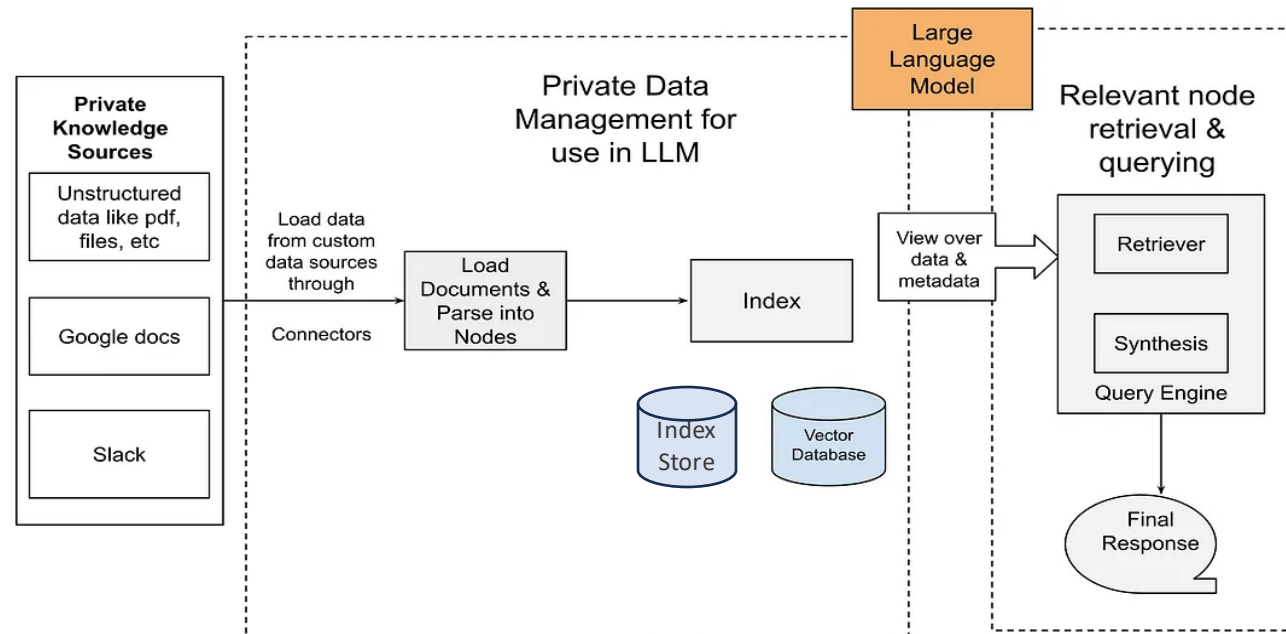 Large
Language
Model
Private
Knowledge
Sources
Unstructured
data like pdf,
files, etc
Google docs
Slack
Private Data
Management for
use in LLM
Load data
from custom
data sources
through
Connectors
Load
Documents &
Parse into
Nodes
Index
Index
Store
Vector
Database
View over
data &
metadata
Relevant node
retrieval &
querying
Retriever
Synthesis
Query Engine
Final
Response